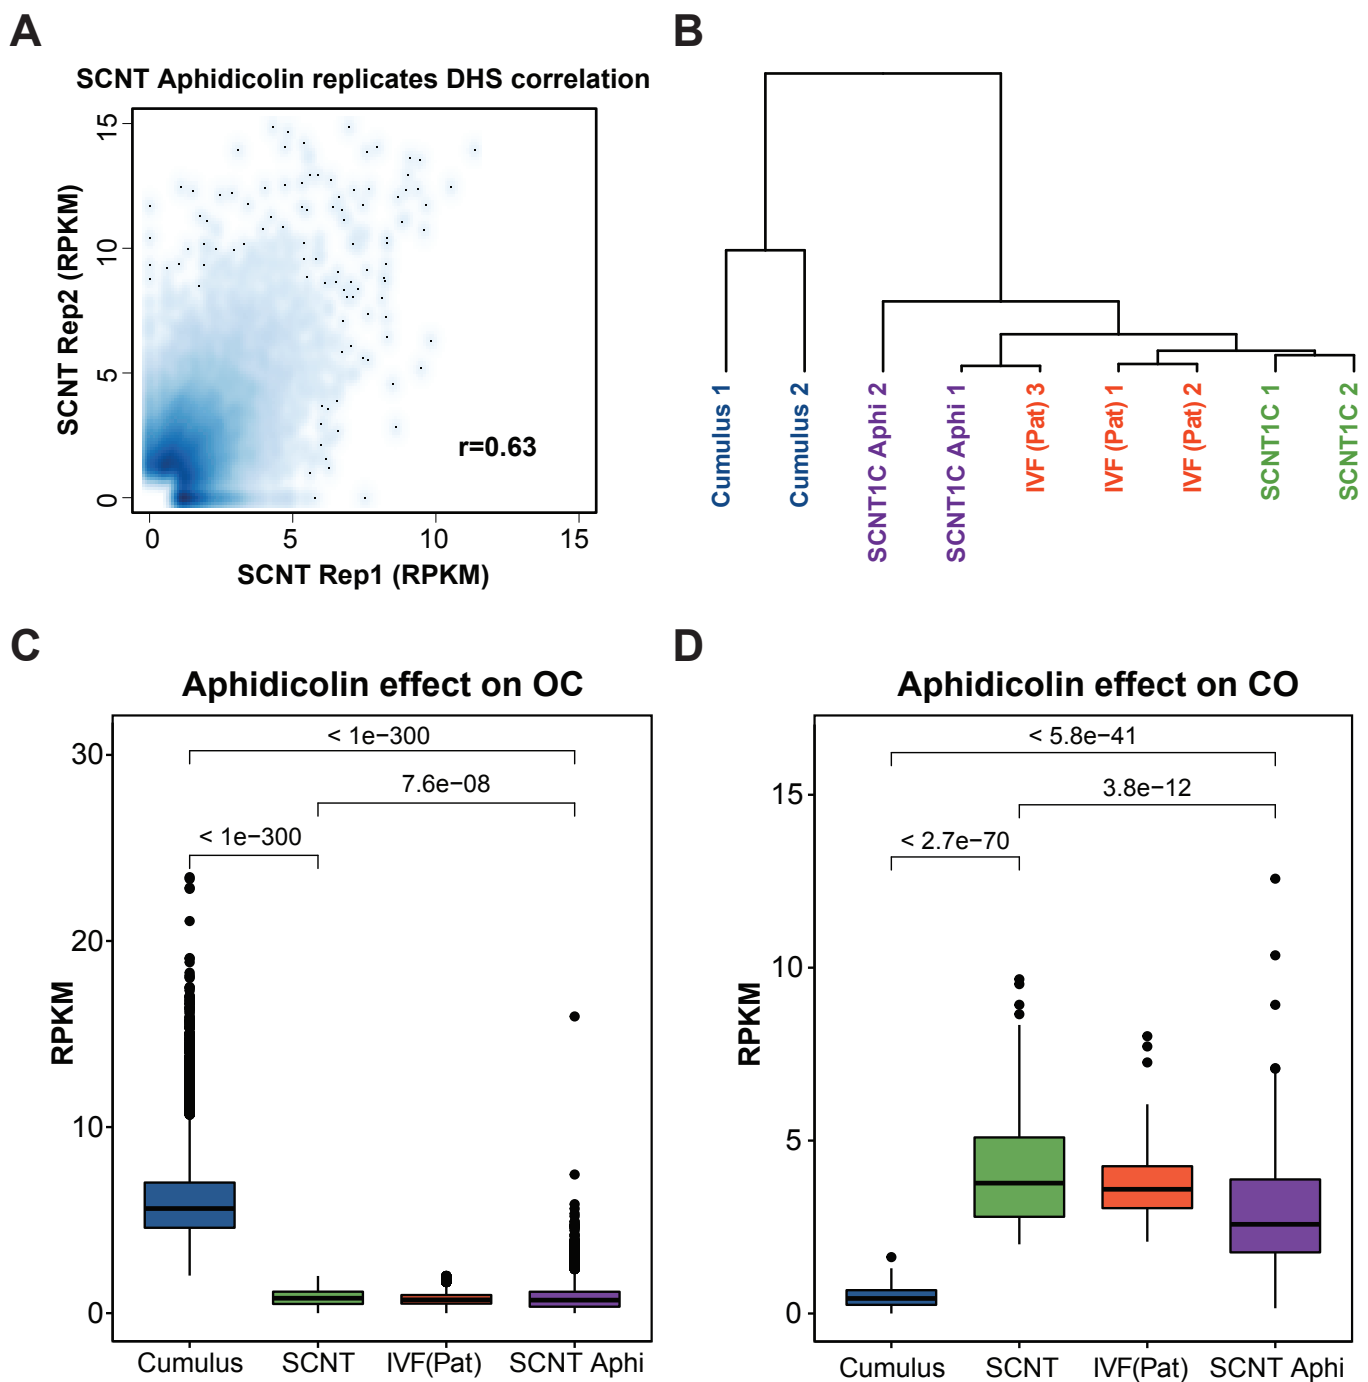 A
SCNT Aphidicolin replicates DHS correlation
15
10
5
0
SCNT Rep2 (RPKM)
r=0.63
0 5 10 15
SCNT Rep1 (RPKM)
B
Cumulus 1
Cumulus 2
SCNT1C Aphi 2
SCNT1C Aphi 1
IVF (Pat) 3
IVF (Pat) 1
IVF (Pat) 2
SCNT1C 1
SCNT1C 2
C
Aphidicolin effect on OC
< 1e−300
7.6e−08
< 1e−300
30
20
10
0
RPKM
Cumulus SCNT IVF(Pat) SCNT Aphi
D
Aphidicolin effect on CO
< 5.8e−41
3.8e−12
< 2.7e−70
15
10
5
0
RPKM
Cumulus SCNT IVF(Pat) SCNT Aphi